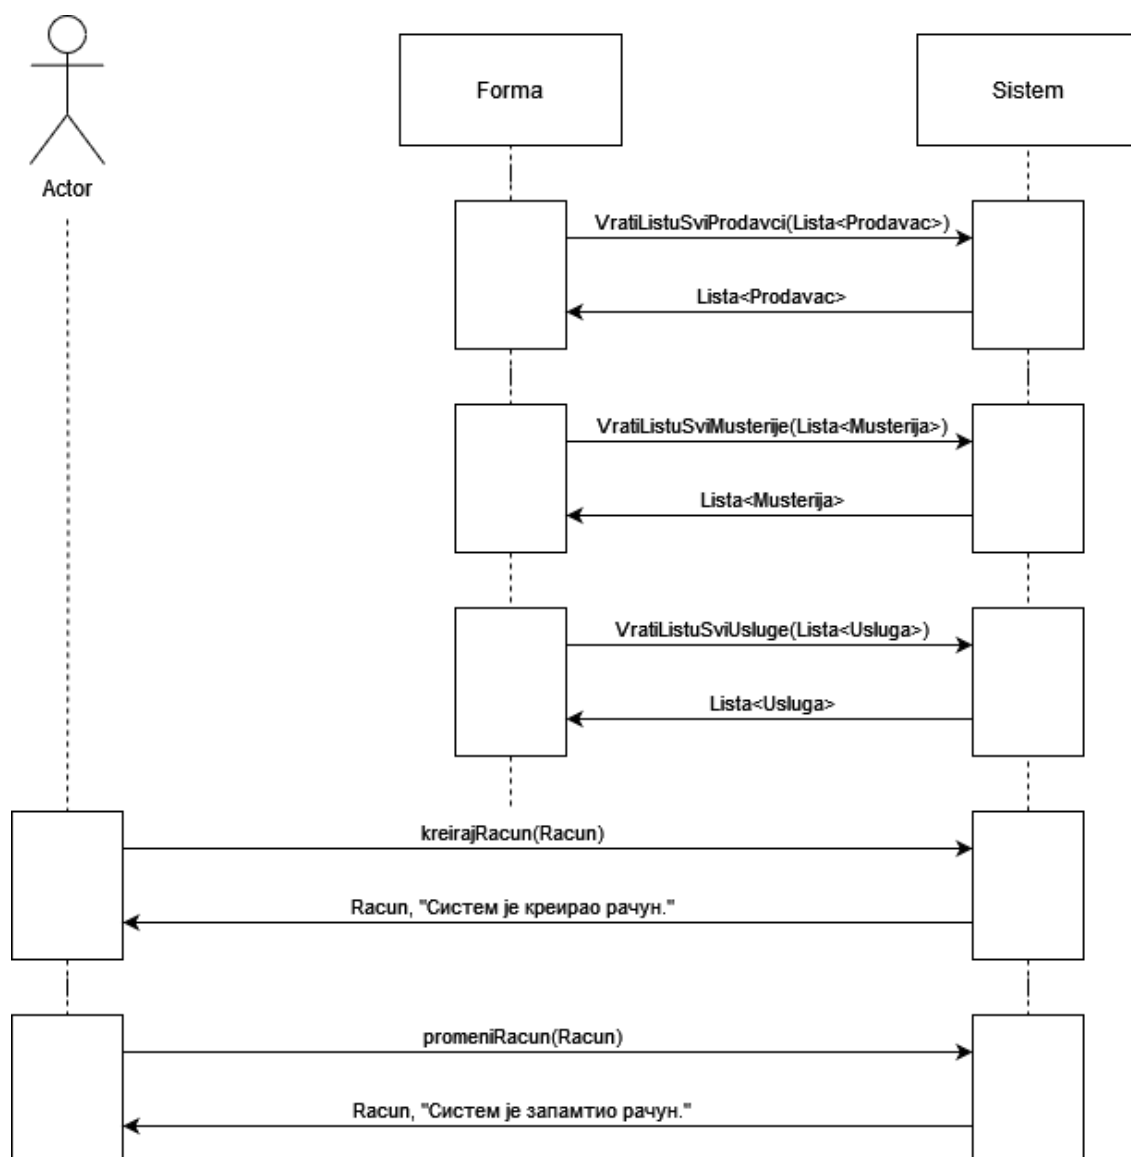 Forma
Sistem
Actor
VratiListuSviProdavci(Lista<Prodavac>)
Lista<Prodavac>
VratiListuSviMusterije(Lista<Musterija>)
Lista<Musterija>
VratiListuSviUsluge(Lista<Usluga>)
Lista<Usluga>
kreirajRacun(Racun)
Racun, "Систем је креирао рачун."
promeniRacun(Racun)
Racun, "Систем је запамтио рачун."